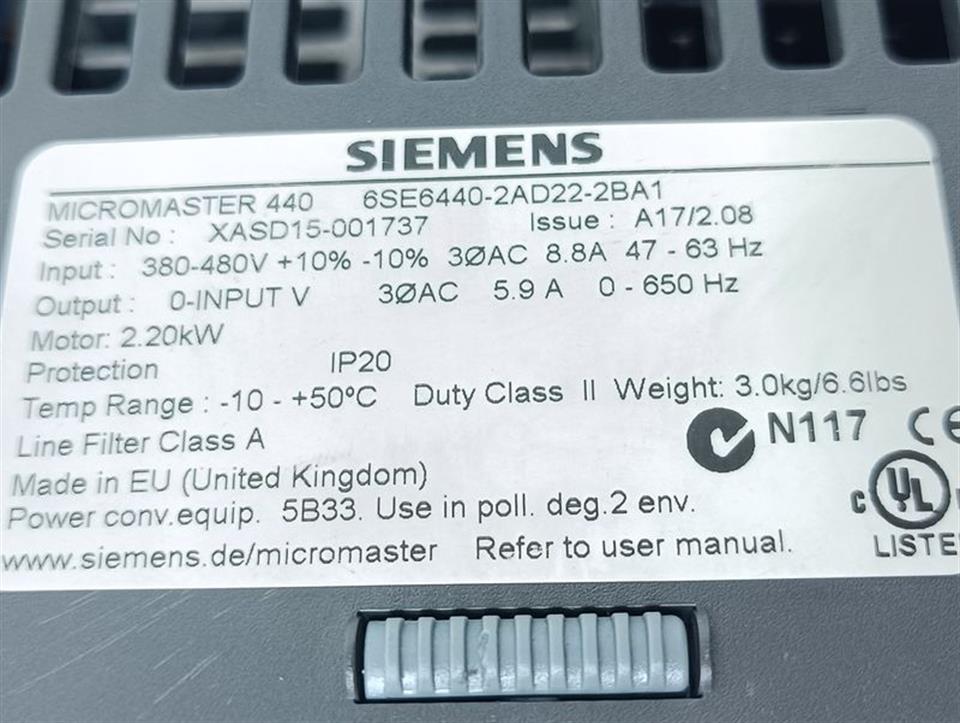 SIEMENS
MICROMASTER 440 6SE6440-2AD22-2BA1
Serial No : XASD15-001737 Issue : A17/2.08
Input : 380-480V +10% -10% 3ØAC 8.8A 47 - 63 Hz
Output : 0-INPUT V 3ØAC 5.9 A 0 - 650 Hz
Motor: 2.20kW
Protection IP20
Temp Range : -10 - +50ºC Duty Class II Weight: 3.0kg/6.6lbs
Line Filter Class A N117 CE
Made in EU (United Kingdom)
Power conv.equip. 5B33. Use in poll. deg.2 env. C UL
www.siemens.de/micromaster Refer to user manual. LISTE